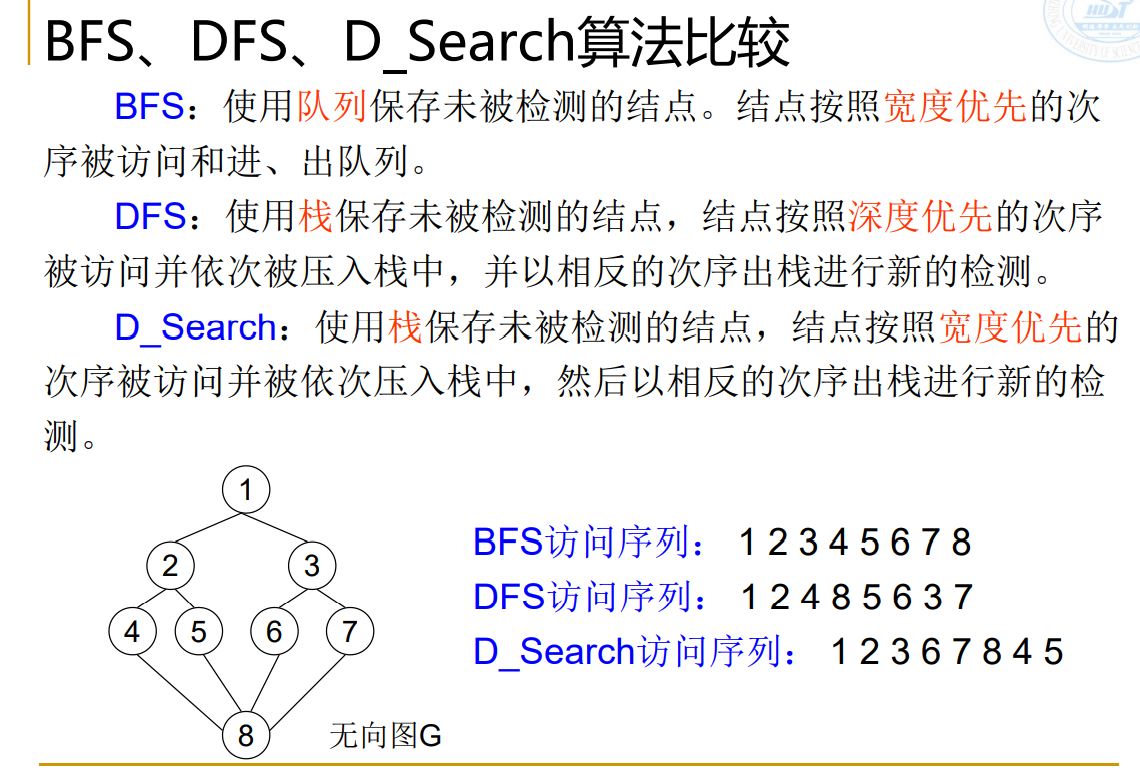 BFS、DFS、D_Search算法比较
BFS：使用队列保存未被检测的结点。结点按照宽度优先的次
序被访问和进、出队列。
DFS：使用栈保存未被检测的结点，结点按照深度优先的次序
被访问并依次被压入栈中，并以相反的次序出栈进行新的检测。
D_Search：使用栈保存未被检测的结点，结点按照宽度优先的
次序被访问并被依次压入栈中，然后以相反的次序出栈进行新的检
测。
1
2 3
4 5 6 7
8
无向图G
BFS访问序列： 1 2 3 4 5 6 7 8
DFS访问序列： 1 2 4 8 5 6 3 7
D_Search访问序列： 1 2 3 6 7 8 4 5